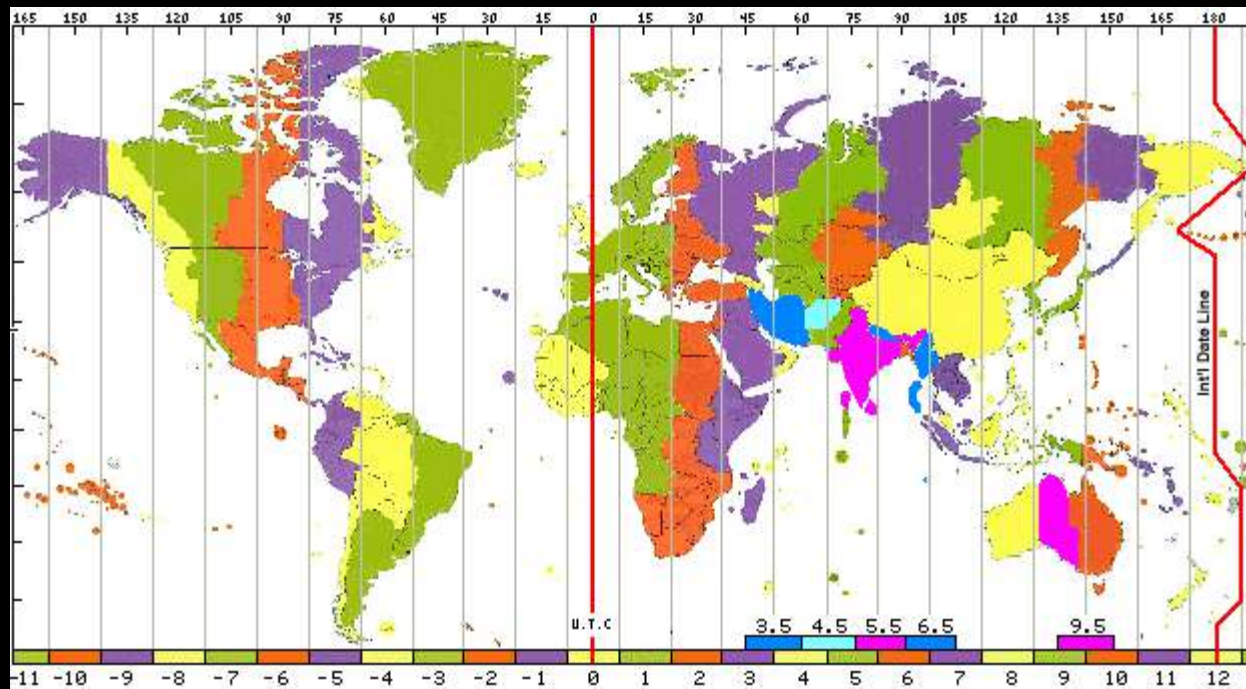 165 150 135 120 105 90 75 60 45 30 15 0 15 30 45 60 75 90 105 120 135 150 165 180
Int'l Date Line
U.T.C
3.5 4.5 5.5 6.5 9.5
-11 -10 -9 -8 -7 -6 -5 -4 -3 -2 -1 0 1 2 3 4 5 6 7 8 9 10 11 12